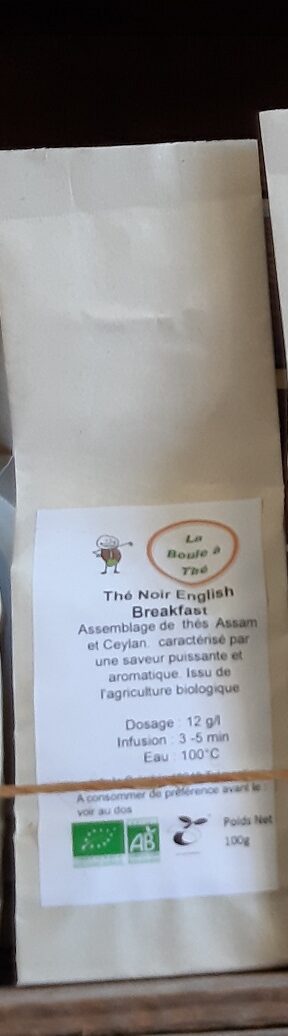 La
Boule à
Thé
Thé Noir English
Breakfast
Assemblage de thés Assam
et Ceylan. caractérisé par
une saveur puissante et
aromatique. Issu de
l'agriculture biologique
Dosage : 12 g/l
Infusion : 3 -5 min
Eau : 100°C
A consommer de préférence avant le :
voir au dos
AB
Poids Net
100g